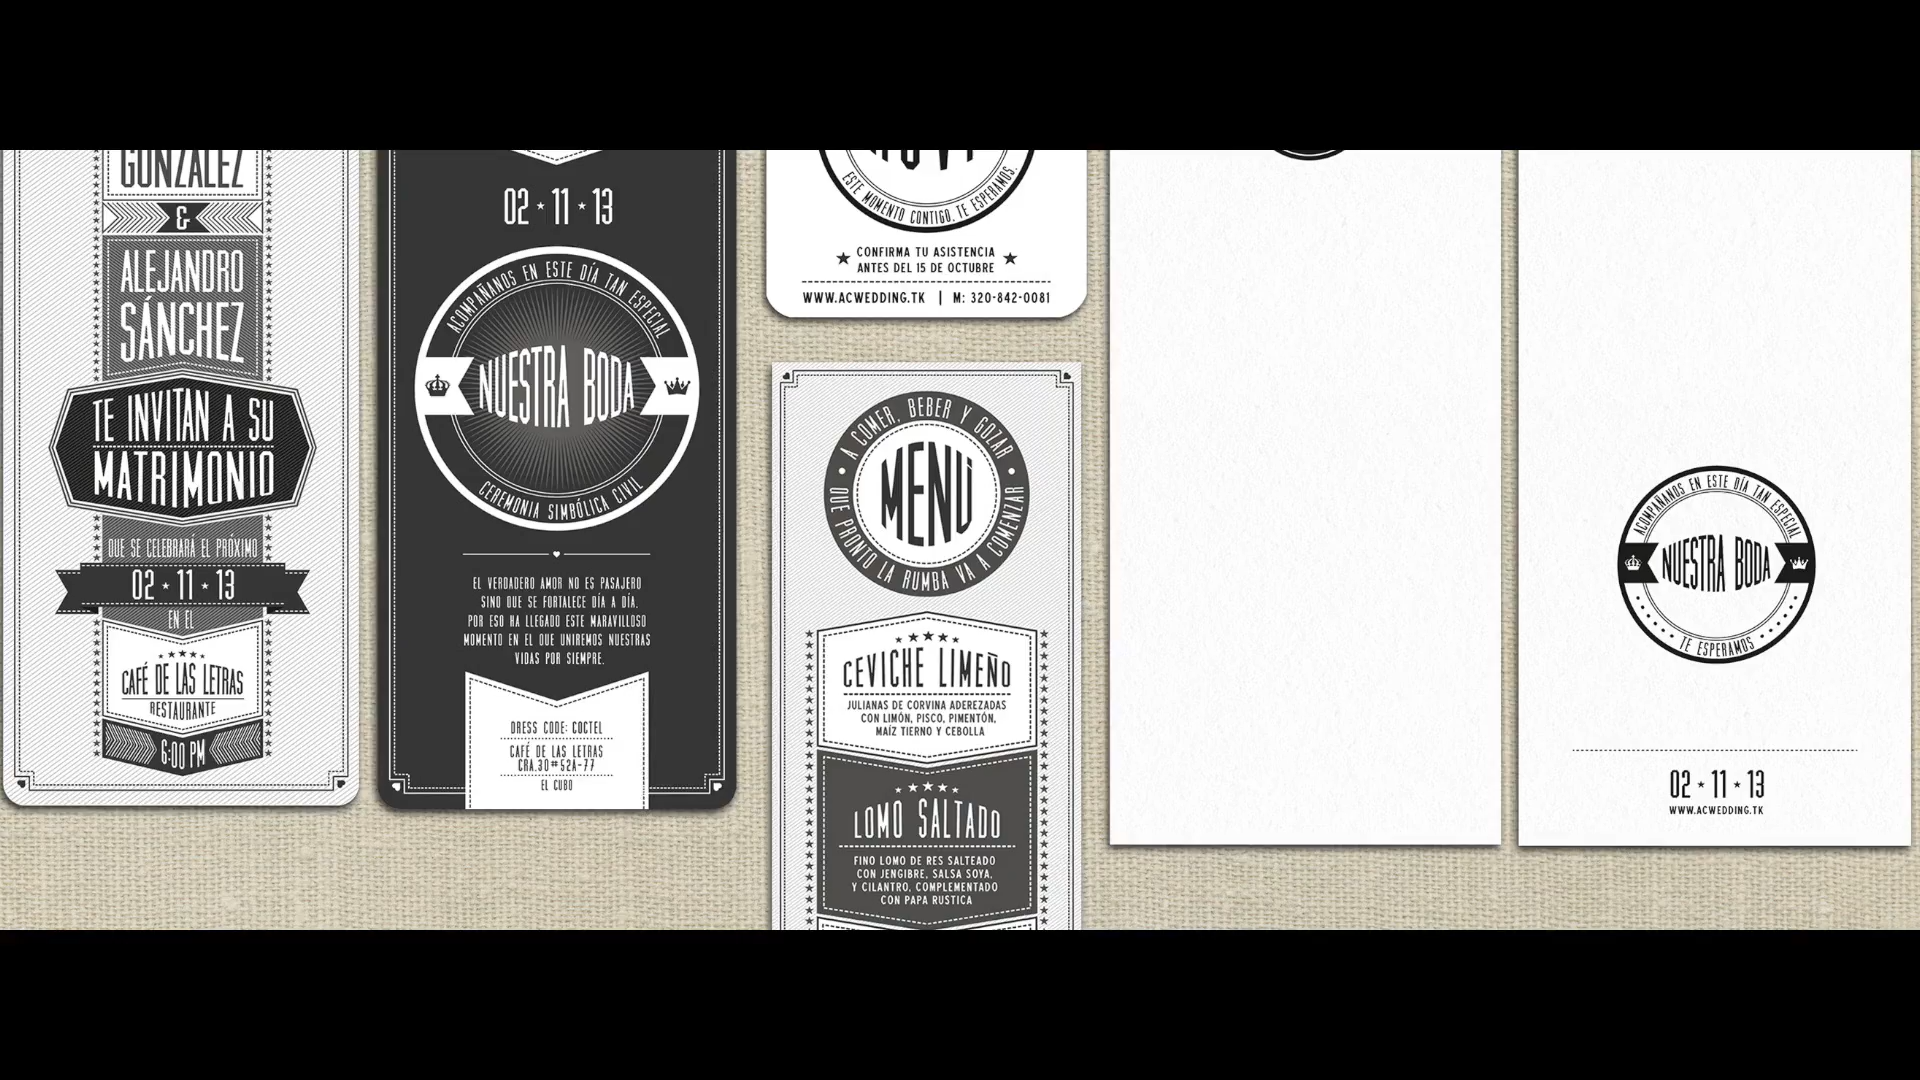 GONZÁLEZ
&
ALEJANDRO
SÁNCHEZ
TE INVITAN A SU
MATRIMONIO
QUE SE CELEBRARÁ EL PRÓXIMO
02 ★ 11 ★ 13
EN EL
CAFÉ DE LAS LETRAS
RESTAURANTE
6:00 PM
02 ★ 11 ★ 13
ACOMPAÑANOS EN ESTE DÍA TAN ESPECIAL
NUESTRA BODA
CEREMONIA SIMBÓLICA CIVIL
EL VERDADERO AMOR NO ES PASAJERO
SINO QUE SE FORTALECE DÍA A DÍA.
POR ESO HA LLEGADO ESTE MARAVILLOSO
MOMENTO EN EL QUE UNIREMOS NUESTRAS
VIDAS POR SIEMPRE.
DRESS CODE: COCTEL
CAFÉ DE LAS LETRAS
CRA.30#52A-77
EL CUBO
ESTE MOMENTO CONTIGO, TE ESPERAMOS.
CONFIRMA TU ASISTENCIA
ANTES DEL 15 DE OCTUBRE
WWW.ACWEDDING.TK | M: 320-842-0081
A COMER, BEBER Y GOZAR
MENÚ
QUE PRONTO LA RUMBA VA A COMENZAR
CEVICHE LIMEÑO
JULIANAS DE CORVINA ADEREZADAS
CON LIMÓN, PISCO, PIMENTÓN,
MAÍZ TIERNO Y CEBOLLA
LOMO SALTADO
FINO LOMO DE RES SALTEADO
CON JENGIBRE, SALSA SOYA,
Y CILANTRO, COMPLEMENTADO
CON PAPA RUSTICA
ACOMPAÑANOS EN ESTE DÍA TAN ESPECIAL
NUESTRA BODA
TE ESPERAMOS
02 ★ 11 ★ 13
WWW.ACWEDDING.TK